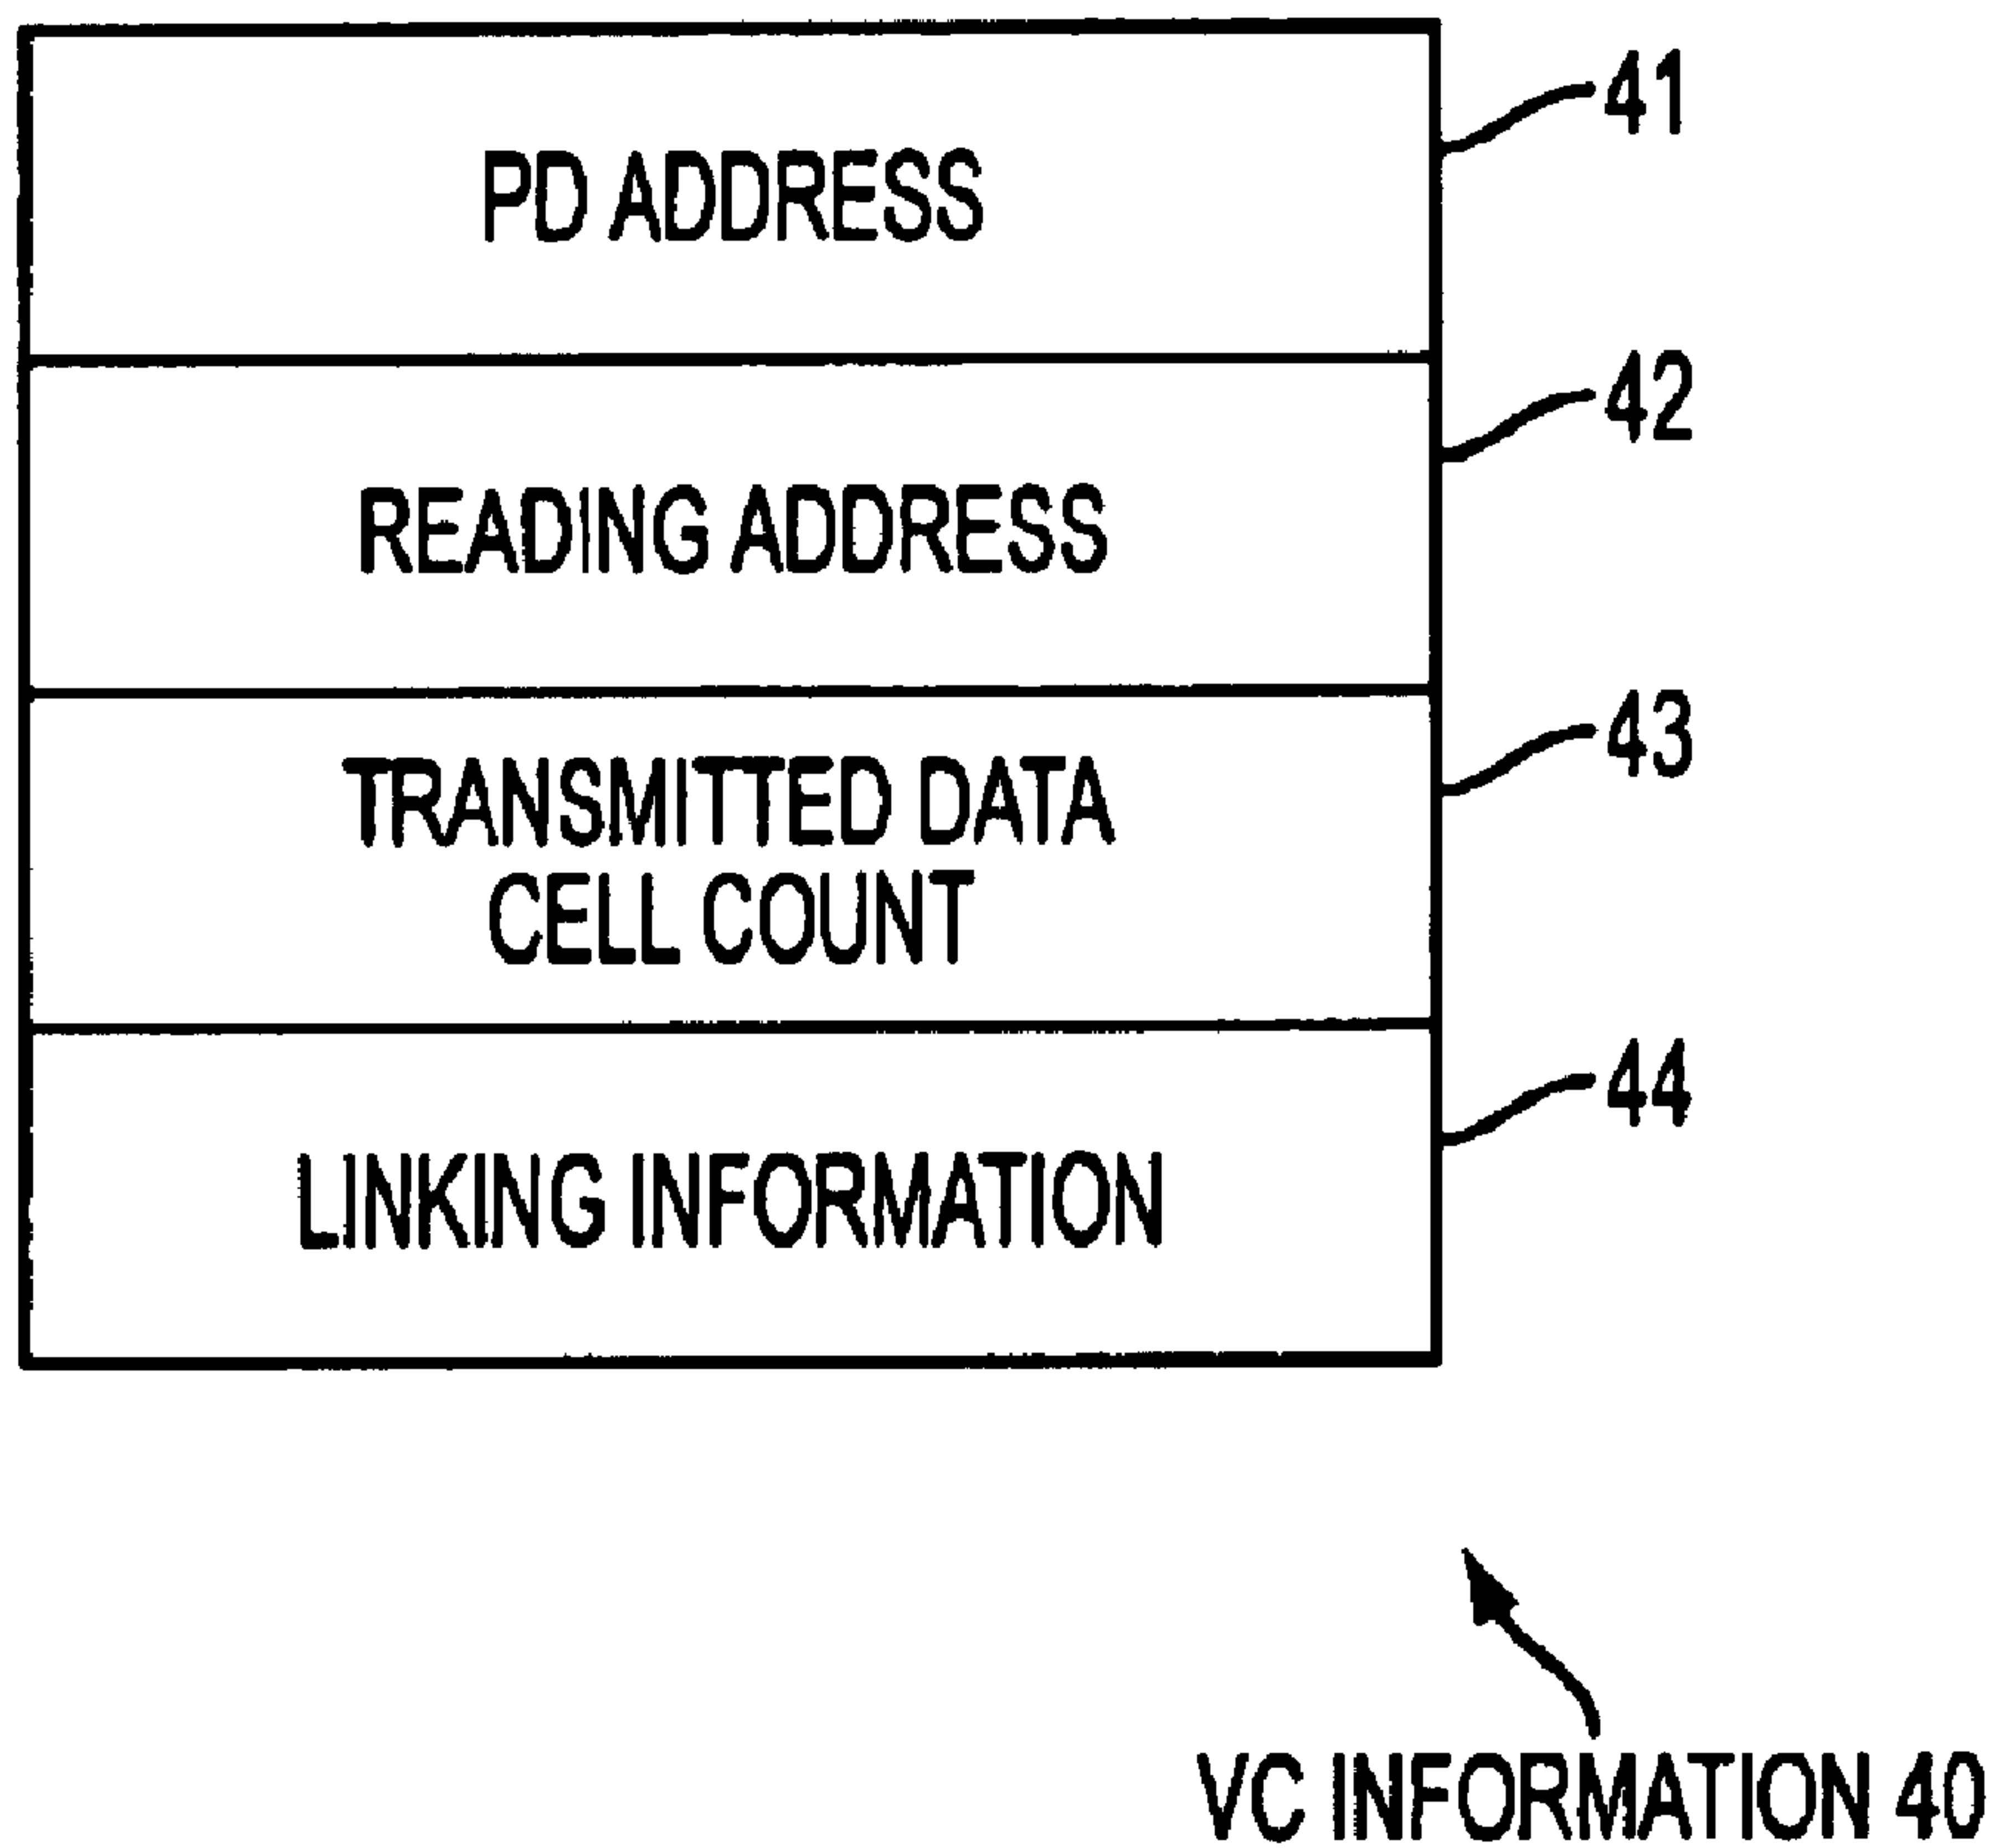 PD ADDRESS
41
READING ADDRESS
42
TRANSMITTED DATA
CELL COUNT
43
LINKING INFORMATION
44
VC INFORMATION 40